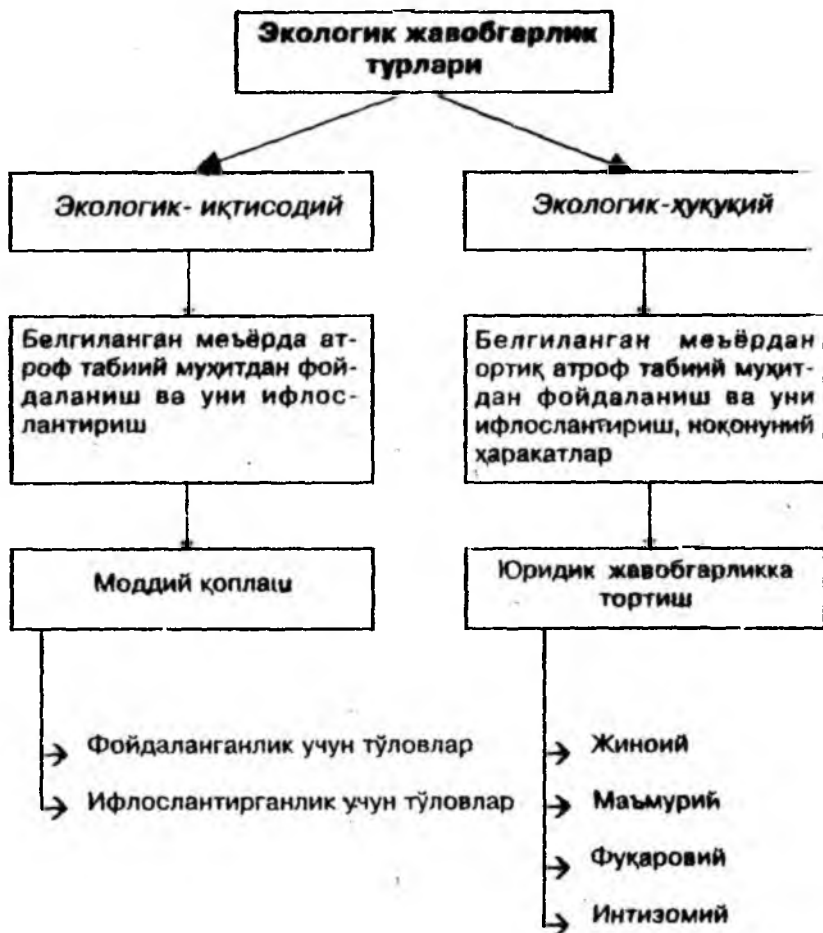 Экологик жавобгарлик
турлари
Экологик- иқтисодий
Экологик-ҳуқуқий
Белгиланган меъёрда ат-
роф табиий муҳитдан фой-
даланиш ва уни ифлос-
лантириш
Белгиланган меъёрдан
ортиқ атроф табиий муҳит-
дан фойдаланиш ва уни
ифлослантириш, ноқонуний
ҳаракатлар
Моддий қоплаш
Юридик жавобгарликка
тортиш
Фойдаланганлик учун тўловлар
Ифлослантирганлик учун тўловлар
Жиноий
Маъмурий
Фуқаровий
Интизомий